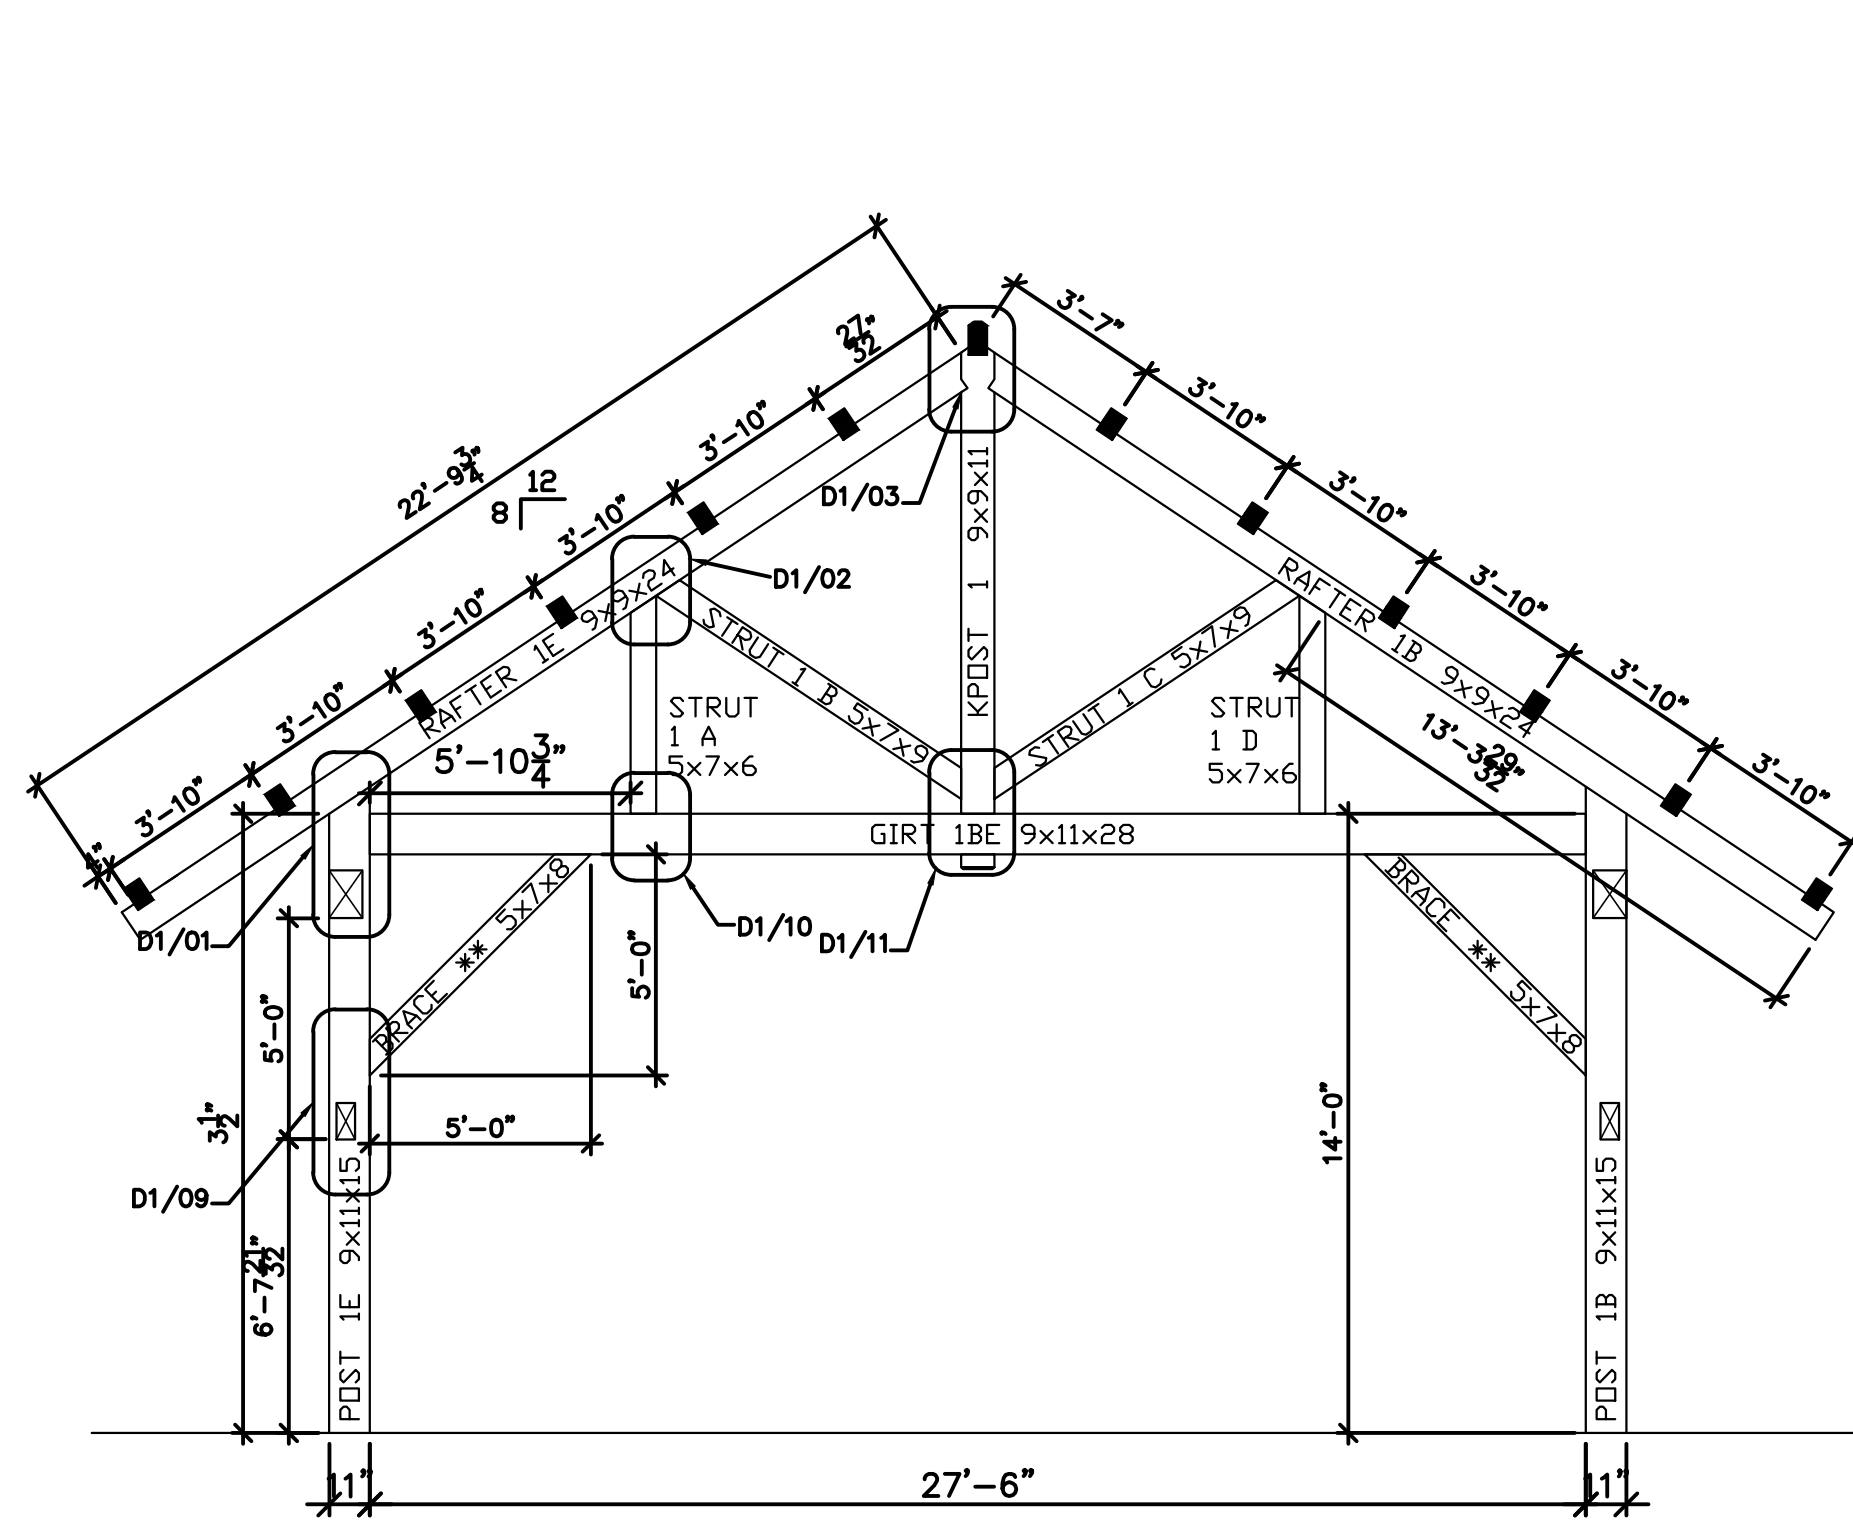 3'-7"
27"
32
22'-9 3/4"
12
8
3'-10"
3'-10"
3'-10"
3'-10"
3'-10"
3'-10"
3'-10"
3'-10"
3'-10"
3'-10"
4"
D1/03
D1/02
KPOST 1 9x9x11
RAFTER 1E 9x9x24
RAFTER 1B 9x9x24
STRUT 1 B 5x7x9
STRUT 1 C 5x7x9
STRUT
1 A
5x7x6
STRUT
1 D
5x7x6
5'-10 3/4"
13'-3 29/32"
GIRT 1BE 9x11x28
D1/01
D1/10
D1/11
BRACE ** 5x7x8
BRACE ** 5x7x8
5'-0"
5'-0"
5'-0"
3 1/2"
14'-0"
D1/09
6'-7 21/32"
POST 1E 9x11x15
POST 1B 9x11x15
11"
27'-6"
11"